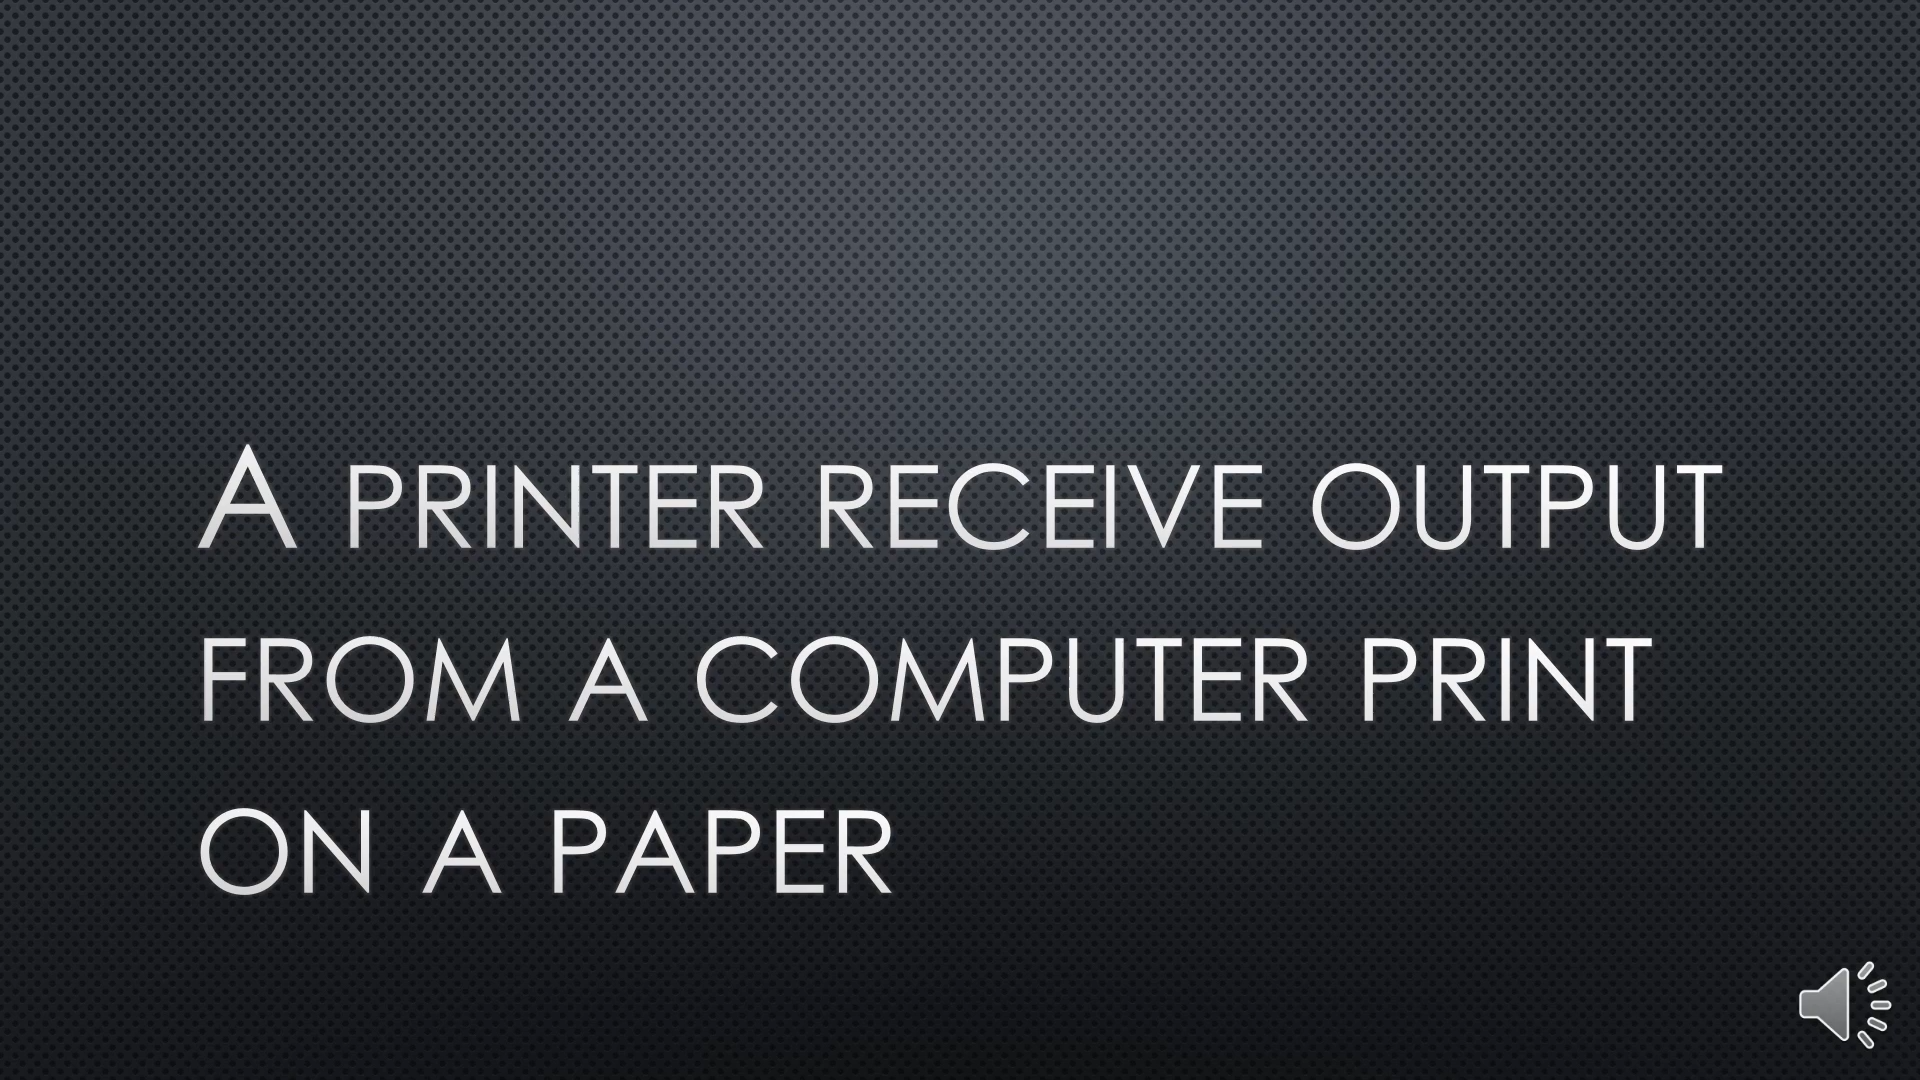 A PRINTER RECEIVE OUTPUT
FROM A COMPUTER PRINT
ON A PAPER